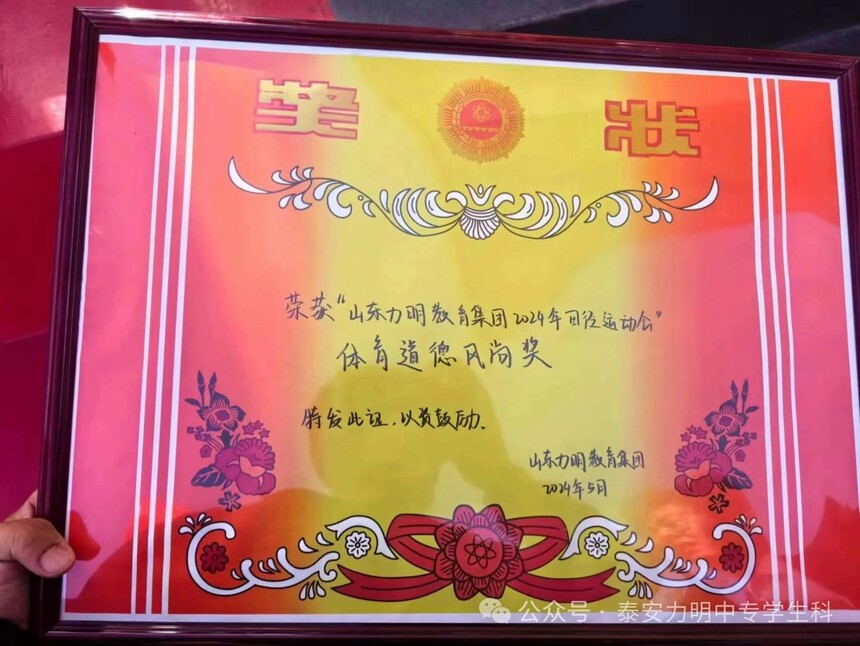 奖状
荣获“山东力明教育集团2024年田径运动会”
体育道德风尚奖
特发此证,以资鼓励.
山东力明教育集团
2024年5月
公众号·泰安力明中专学生科